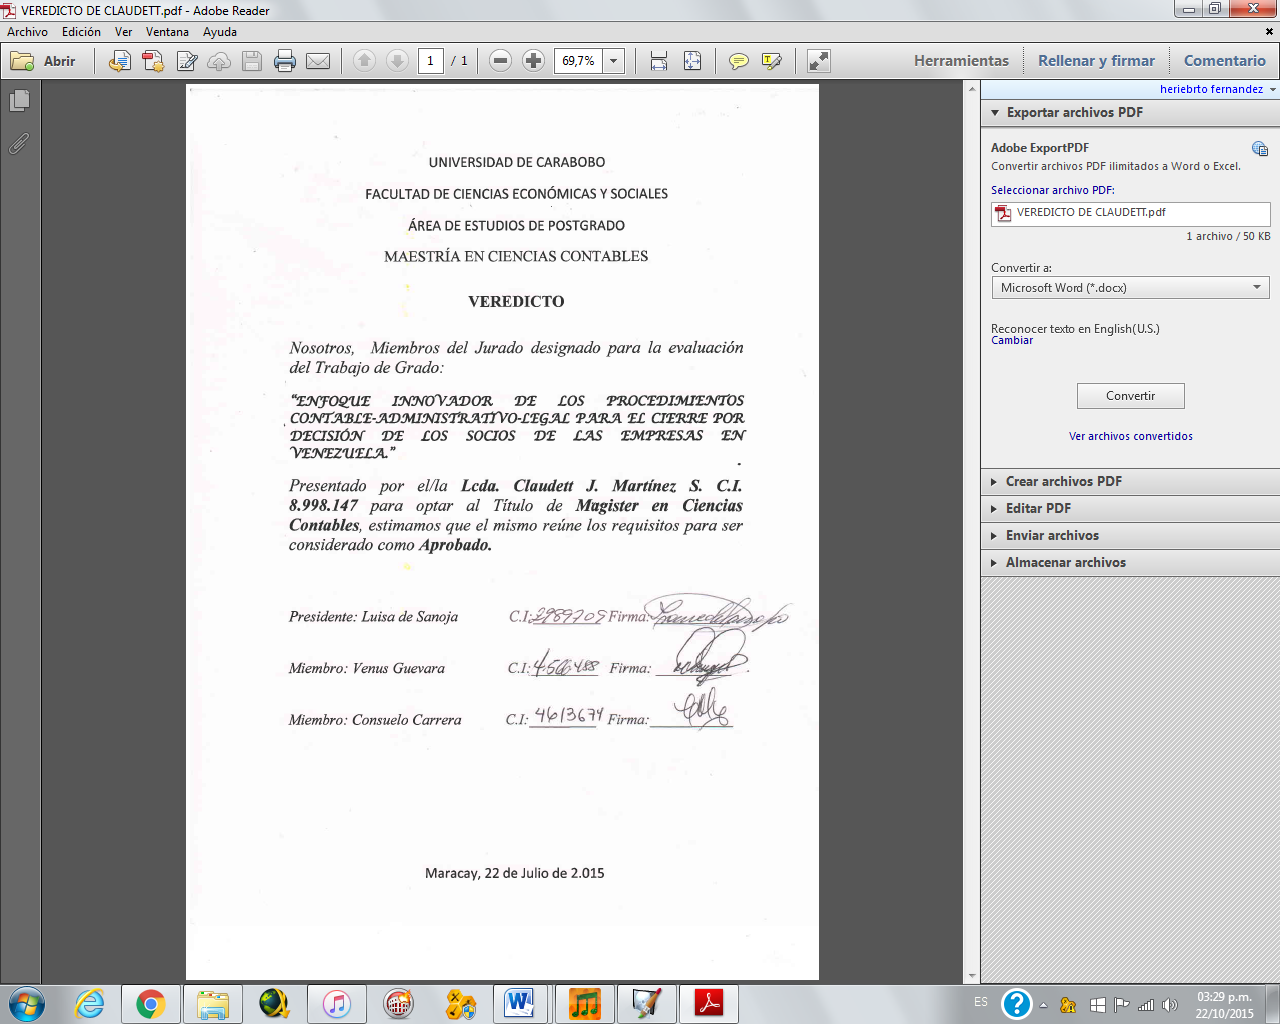 VEREDICTO DE CLAUDETT.pdf - Adobe Reader
Archivo Edición Ver Ventana Ayuda
Abrir 1 / 1 69,7% Herramientas Rellenar y firmar Comentario
heriebrto fernandez
Exportar archivos PDF
Adobe ExportPDF
Convertir archivos PDF ilimitados a Word o Excel.
Seleccionar archivo PDF:
VEREDICTO DE CLAUDETT.pdf
1 archivo / 50 KB
Convertir a:
Microsoft Word (*.docx)
Reconocer texto en English(U.S.)
Cambiar
Convertir
Ver archivos convertidos
Crear archivos PDF
Editar PDF
Enviar archivos
Almacenar archivos
UNIVERSIDAD DE CARABOBO
FACULTAD DE CIENCIAS ECONÓMICAS Y SOCIALES
ÁREA DE ESTUDIOS DE POSTGRADO
MAESTRÍA EN CIENCIAS CONTABLES
VEREDICTO
Nosotros, Miembros del Jurado designado para la evaluación
del Trabajo de Grado:
“ENFOQUE INNOVADOR DE LOS PROCEDIMIENTOS
CONTABLE-ADMINISTRATIVO-LEGAL PARA EL CIERRE POR
DECISIÓN DE LOS SOCIOS DE LAS EMPRESAS EN
VENEZUELA.”
.
Presentado por el/la Lcda. Claudett J. Martínez S. C.I.
8.998.147 para optar al Título de Magister en Ciencias
Contables, estimamos que el mismo reúne los requisitos para ser
considerado como Aprobado.
Presidente: Luisa de Sanoja C.I: 2989709 Firma:
Miembro: Venus Guevara C.I: 4.506.488 Firma:
Miembro: Consuelo Carrera C.I: 4613674 Firma:
Maracay, 22 de Julio de 2.015
ES
03:29 p.m.
22/10/2015